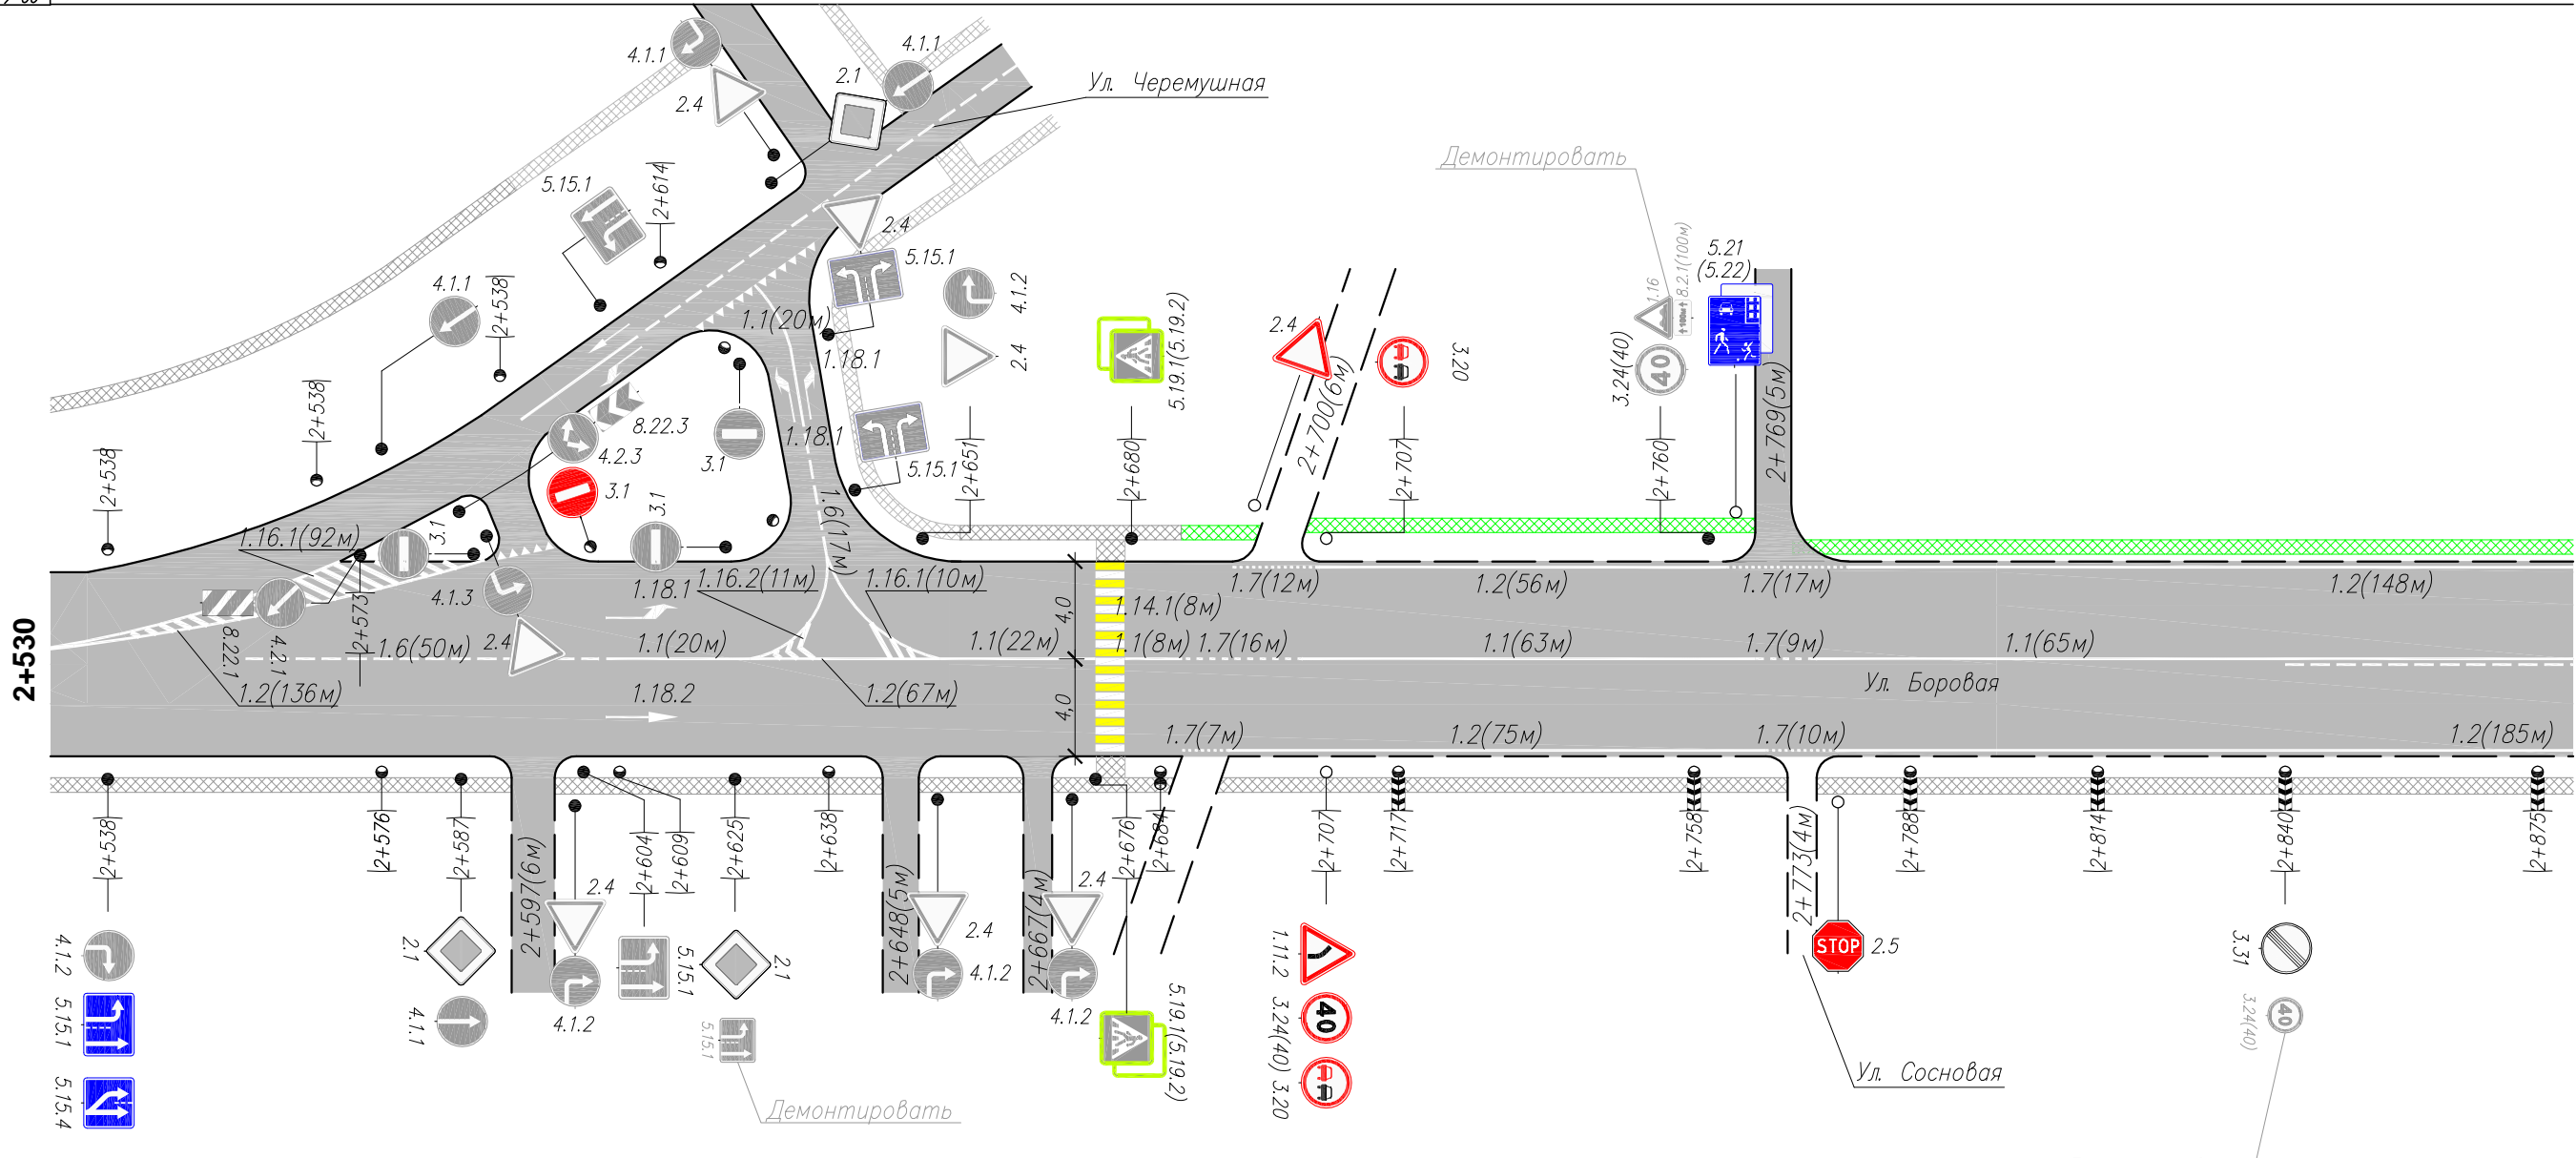 4.1.1
2.4
2.1
4.1.1
Ул. Черемушная
5.15.1
2+614
4.1.1
2+538
2+538
2+538
2.4
5.15.1
4.1.2
2.4
1.1(20м)
1.18.1
1.18.1
5.15.1
2+651
8.22.3
4.2.3
3.1
3.1
3.1
3.1
5.19.1(5.19.2)
2+680
2.4
2+700(6м)
3.20
2+707
Демонтировать
1.16
8.2.1(100м)
100м
3.24(40)
40
2+760
5.21
(5.22)
2+769(5м)
1.16.1(92м)
1.6(17м)
4.1.3
2.4
1.18.1
1.16.2(11м)
1.16.1(10м)
4,0
4,0
1.14.1(8м)
1.7(12м)
1.2(56м)
1.7(17м)
1.2(148м)
2+530
8.22.1
4.2.1
2+573
1.6(50м)
1.1(20м)
1.1(22м)
1.1(8м)
1.7(16м)
1.1(63м)
1.7(9м)
1.1(65м)
1.2(136м)
1.18.2
1.2(67м)
Ул. Боровая
1.7(7м)
1.2(75м)
1.7(10м)
1.2(185м)
2+538
2+576
2+587
2+597(6м)
2.4
2+604
2+609
2+625
2+638
2+648(5м)
2.4
2+667(4м)
2.4
2+676
2+684
2+707
2+717
2+758
2+773(4м)
2+788
2+814
2+840
2+875
4.1.2
5.15.1
5.15.4
2.1
4.1.1
4.1.2
5.15.1
2.1
5.15.1
Демонтировать
4.1.2
4.1.2
5.19.1(5.19.2)
1.11.2
3.24(40)
40
3.20
STOP
2.5
Ул. Сосновая
3.31
3.24(40)
40